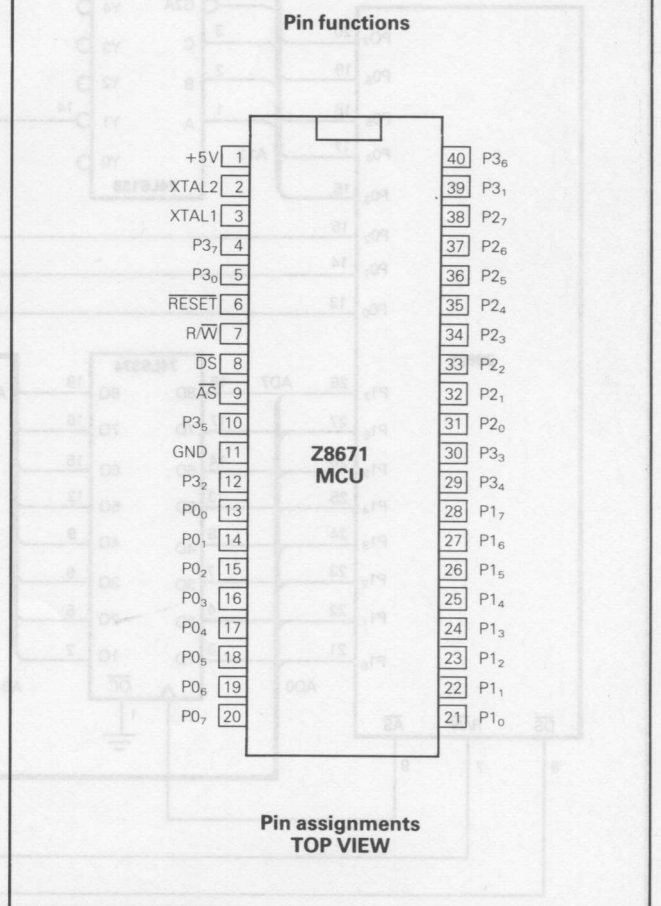 Pin functions
+5V 1 40 P3₆
XTAL2 2 39 P3₁
XTAL1 3 38 P2₇
P3₇ 4 37 P2₆
P3₀ 5 36 P2₅
R̅E̅S̅E̅T̅ 6 35 P2₄
R/W̅ 7 34 P2₃
D̅S̅ 8 33 P2₂
A̅S̅ 9 32 P2₁
P3₅ 10 31 P2₀
GND 11 30 P3₃
P3₂ 12 29 P3₄
P0₀ 13 28 P1₇
P0₁ 14 27 P1₆
P0₂ 15 26 P1₅
P0₃ 16 25 P1₄
P0₄ 17 24 P1₃
P0₅ 18 23 P1₂
P0₆ 19 22 P1₁
P0₇ 20 21 P1₀
Z8671
MCU
Pin assignments
TOP VIEW